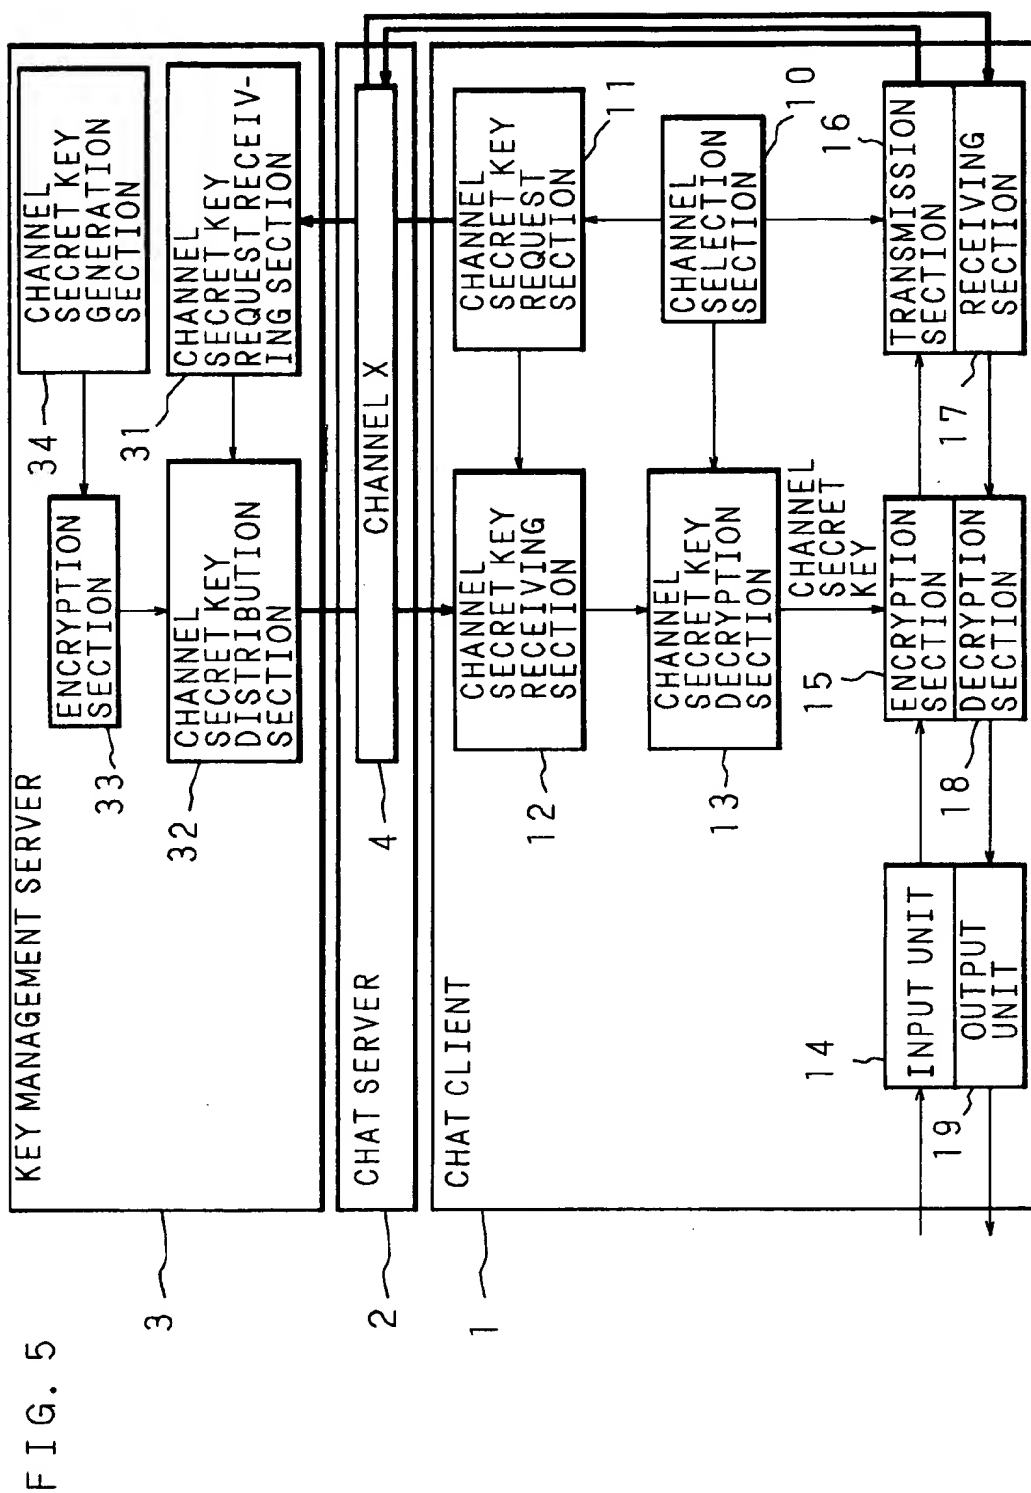 FIG. 5
KEY MANAGEMENT SERVER
3
ENCRYPTION
SECTION
33
CHANNEL
SECRET KEY
GENERATION
SECTION
34
CHANNEL
SECRET KEY
DISTRIBUTION
SECTION
32
CHANNEL
SECRET KEY
REQUEST RECEIV-
ING SECTION
31
CHAT SERVER
2
CHANNEL X
4
CHAT CLIENT
1
CHANNEL
SECRET KEY
RECEIVING
SECTION
12
CHANNEL
SECRET KEY
REQUEST
SECTION
11
CHANNEL
SECRET KEY
DECRYPTION
SECTION
13
CHANNEL
SELECTION
SECTION
10
CHANNEL
SECRET
KEY
14
INPUT UNIT
OUTPUT
UNIT
19
15
ENCRYPTION
SECTION
DECRYPTION
SECTION
18
16
TRANSMISSION
SECTION
RECEIVING
SECTION
17